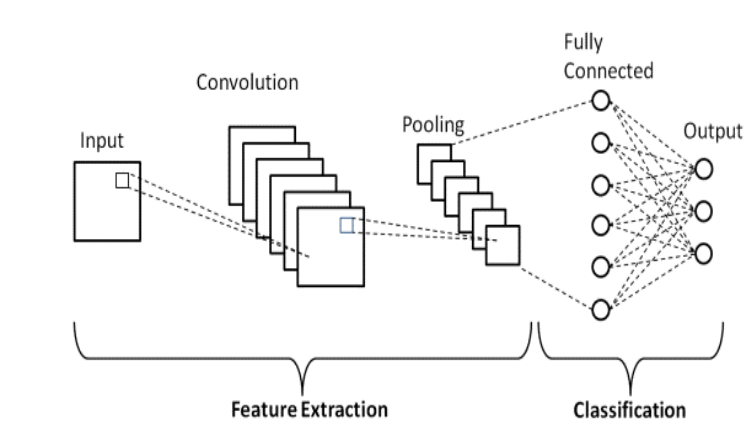 Input
Convolution
Pooling
Fully
Connected
Output
Feature Extraction
Classification